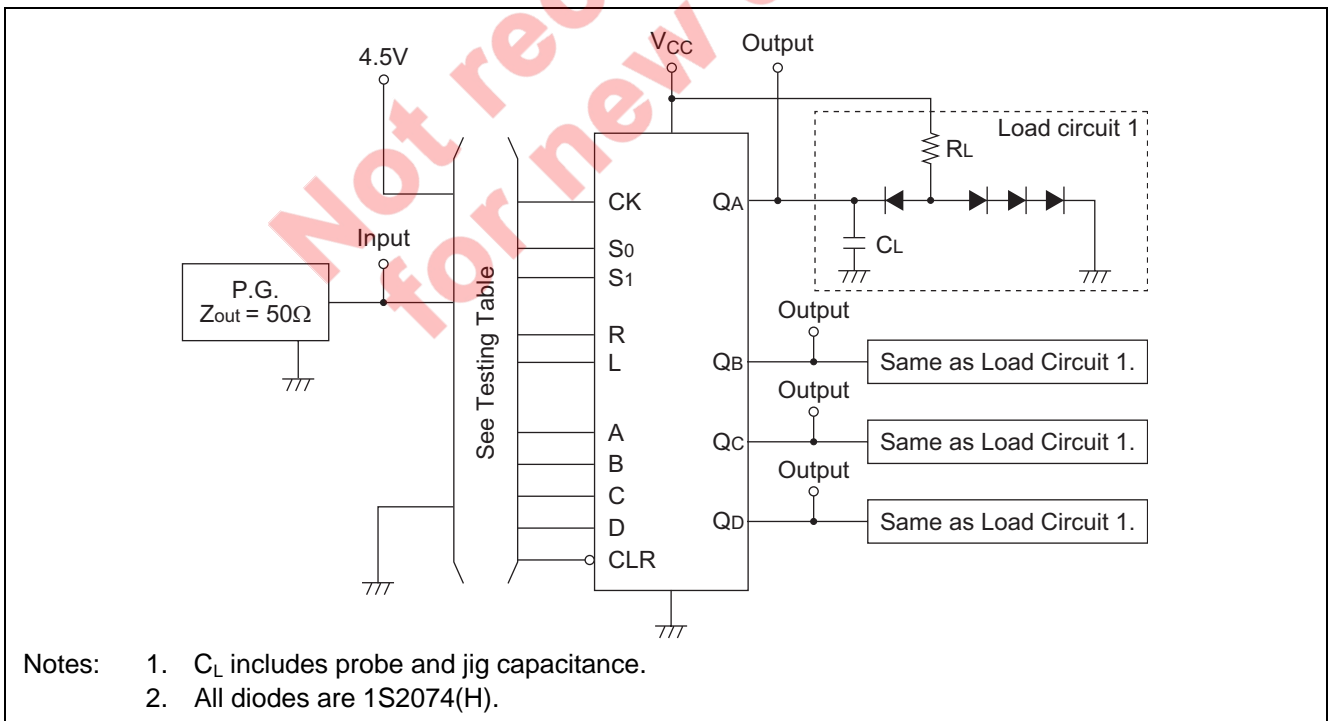 Not rec
for new
4.5V
VCC
Output
Load circuit 1
RL
CK
QA
Input
S0
CL
S1
P.G.
Zout = 50Ω
See Testing Table
Output
R
QB
Same as Load Circuit 1.
L
Output
A
QC
Same as Load Circuit 1.
B
Output
C
D
QD
Same as Load Circuit 1.
CLR
Notes: 1. CL includes probe and jig capacitance.
2. All diodes are 1S2074(H).